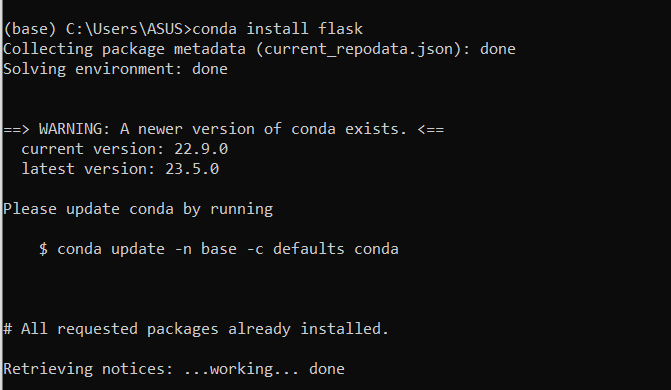 (base) C:\Users\ASUS>conda install flask
Collecting package metadata (current_repodata.json): done
Solving environment: done
==> WARNING: A newer version of conda exists. <==
current version: 22.9.0
latest version: 23.5.0
Please update conda by running
$ conda update -n base -c defaults conda
# All requested packages already installed.
Retrieving notices: ...working... done